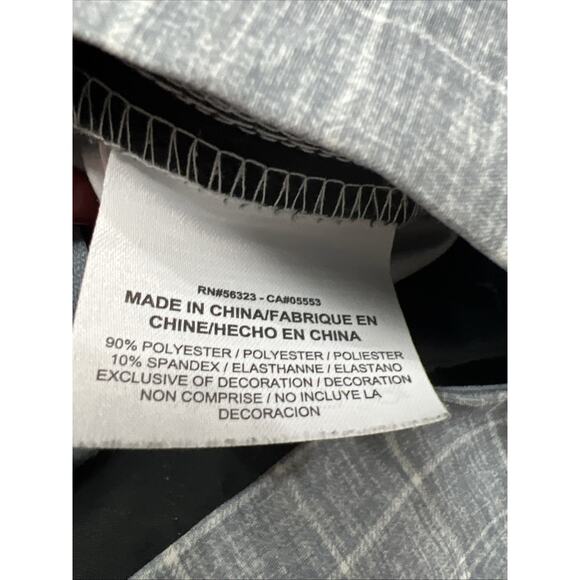 RN#56323 - CA#05553
MADE IN CHINA/FABRIQUE EN
CHINE/HECHO EN CHINA
90% POLYESTER / POLYESTER / POLIESTER
10% SPANDEX / ELASTHANNE / ELASTANO
EXCLUSIVE OF DECORATION / DECORATION
NON COMPRISE / NO INCLUYE LA
DECORACION